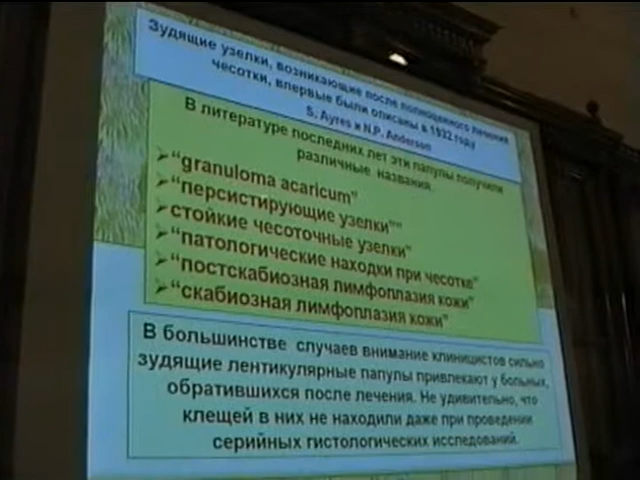 Зудящие узелки, возникающие после полноценного лечения
чесотки, впервые были описаны в 1932 году
S. Ayres и N.P. Anderson
В литературе последних лет эти папулы получили
различные названия.
"granuloma acaricum"
"персистирующие узелки""
стойкие чесоточные узелки"
"патологические находки при чесотке"
"постскабиозная лимфоплазия кожи"
"скабиозная лимфоплазия кожи"
В большинстве случаев внимание клиницистов сильно
зудящие лентикулярные папулы привлекают у больных,
обратившихся после лечения. Не удивительно, что
клещей в них не находили даже при проведении
серийных гистологических исследований.